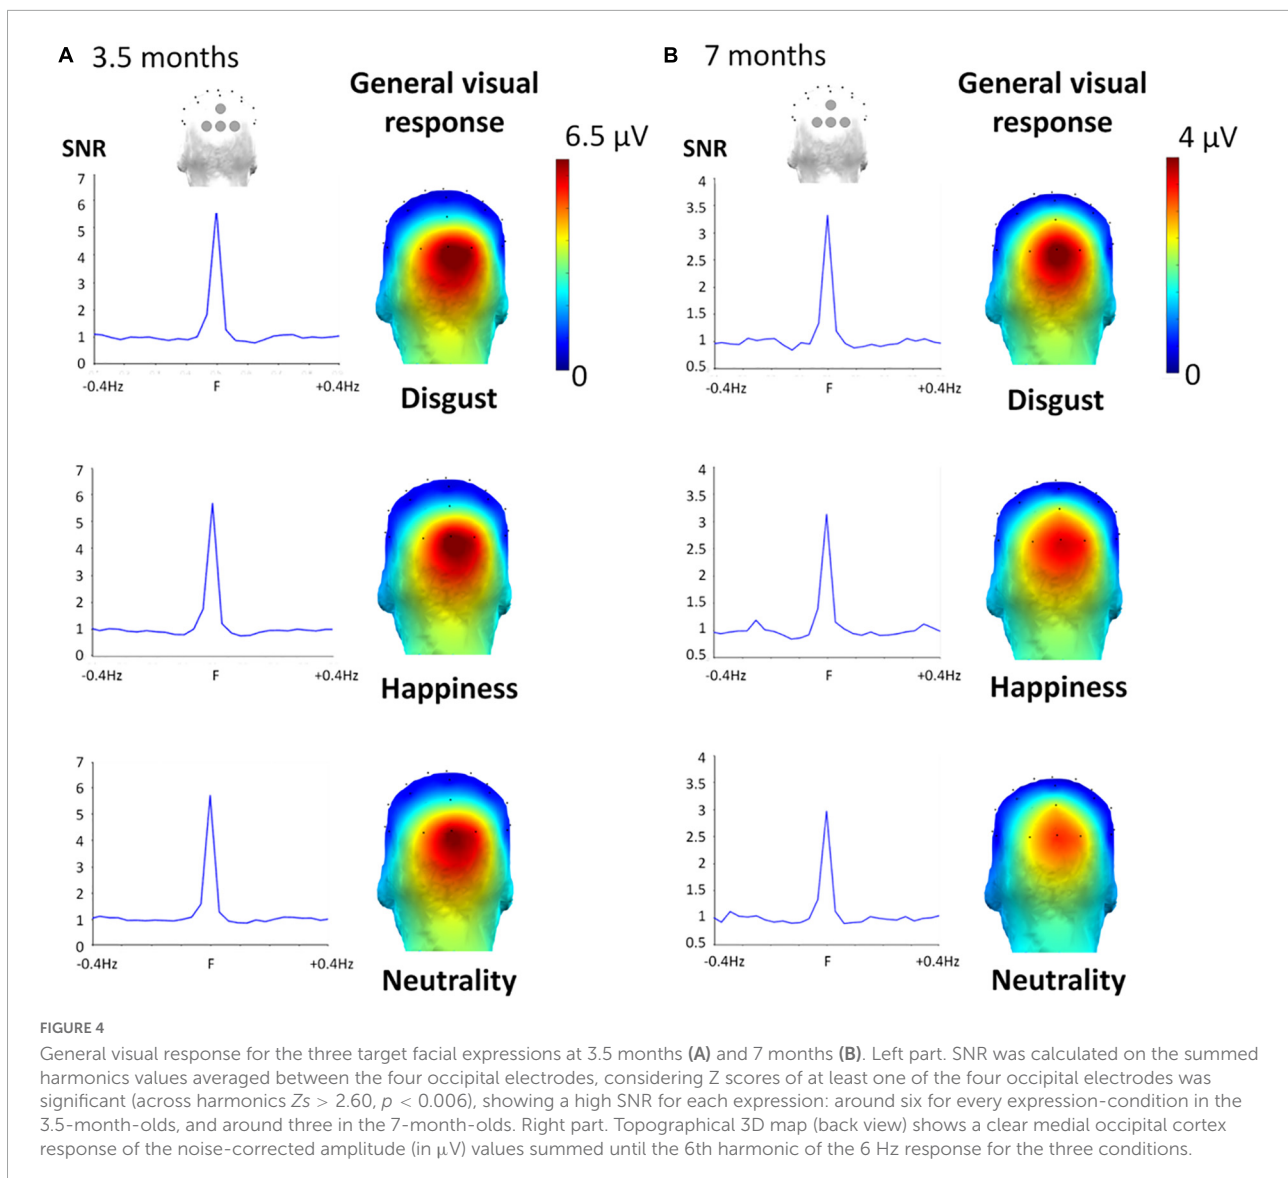 A 3.5 months
General visual
response
6.5 μV
SNR
7
6
5
4
3
2
1
0
-0.4Hz F +0.4Hz
0
Disgust
7
6
5
4
3
2
1
0
-0.4Hz F +0.4Hz
Happiness
7
6
5
4
3
2
1
0
-0.4Hz F +0.4Hz
Neutrality
B 7 months
General visual
response
4 μV
SNR
4
3.5
3
2.5
2
1.5
1
0.5
-0.4Hz F +0.4Hz
0
Disgust
4
3.5
3
2.5
2
1.5
1
0.5
-0.4Hz F +0.4Hz
Happiness
4
3.5
3
2.5
2
1.5
1
0.5
-0.4Hz F +0.4Hz
Neutrality
FIGURE 4
General visual response for the three target facial expressions at 3.5 months (A) and 7 months (B). Left part. SNR was calculated on the summed
harmonics values averaged between the four occipital electrodes, considering Z scores of at least one of the four occipital electrodes was
significant (across harmonics Zs > 2.60, p < 0.006), showing a high SNR for each expression: around six for every expression-condition in the
3.5-month-olds, and around three in the 7-month-olds. Right part. Topographical 3D map (back view) shows a clear medial occipital cortex
response of the noise-corrected amplitude (in μV) values summed until the 6th harmonic of the 6 Hz response for the three conditions.